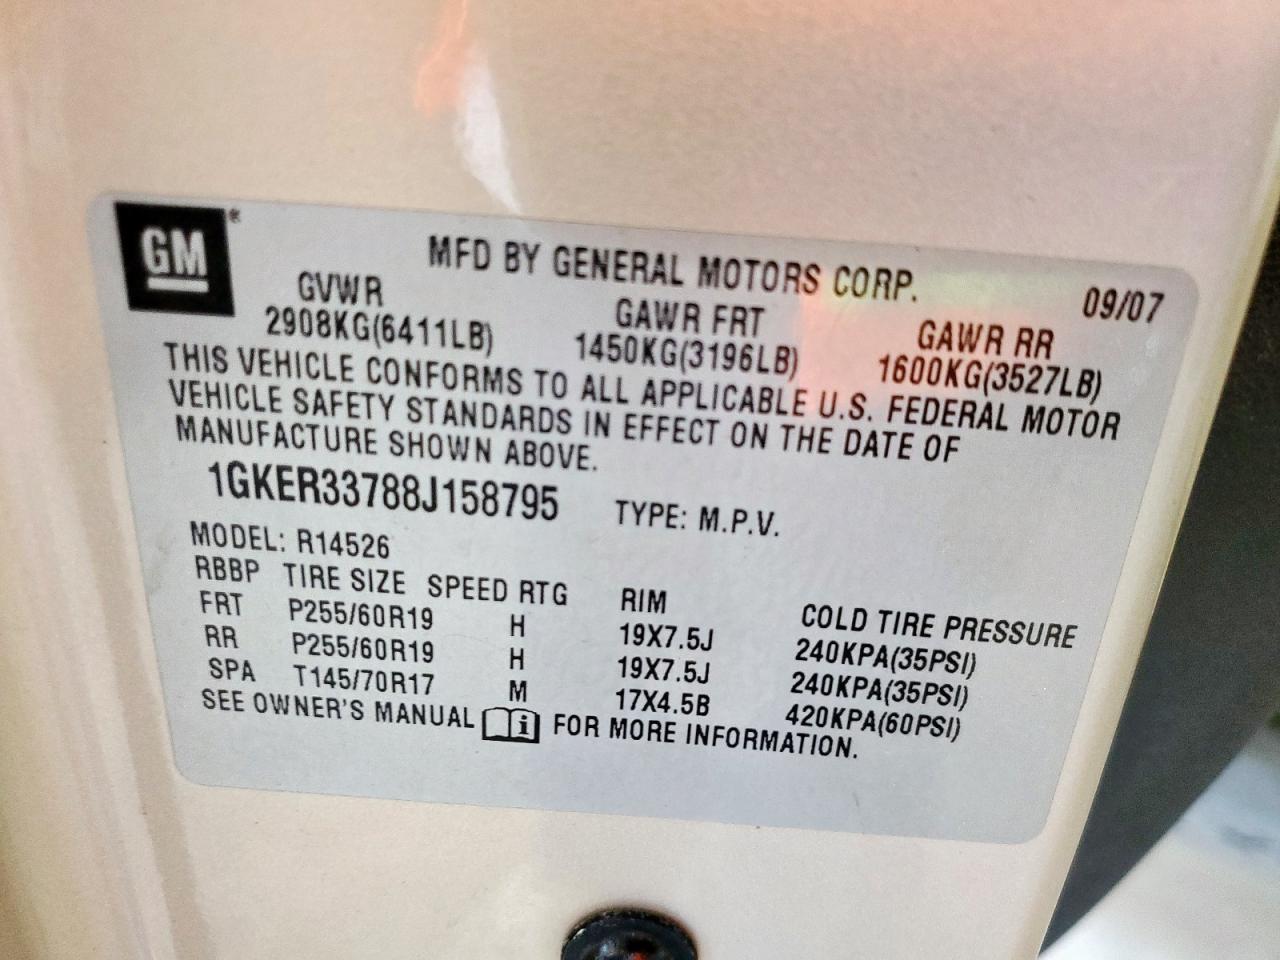 GM®
MFD BY GENERAL MOTORS CORP. 09/07
GVWR GAWR FRT GAWR RR
2908KG(6411LB) 1450KG(3196LB) 1600KG(3527LB)
THIS VEHICLE CONFORMS TO ALL APPLICABLE U.S. FEDERAL MOTOR
VEHICLE SAFETY STANDARDS IN EFFECT ON THE DATE OF
MANUFACTURE SHOWN ABOVE.
1GKER33788J158795 TYPE: M.P.V.
MODEL: R14526
RBBP TIRE SIZE SPEED RTG RIM COLD TIRE PRESSURE
FRT P255/60R19 H 19X7.5J 240KPA(35PSI)
RR P255/60R19 H 19X7.5J 240KPA(35PSI)
SPA T145/70R17 M 17X4.5B 420KPA(60PSI)
SEE OWNER'S MANUAL i FOR MORE INFORMATION.